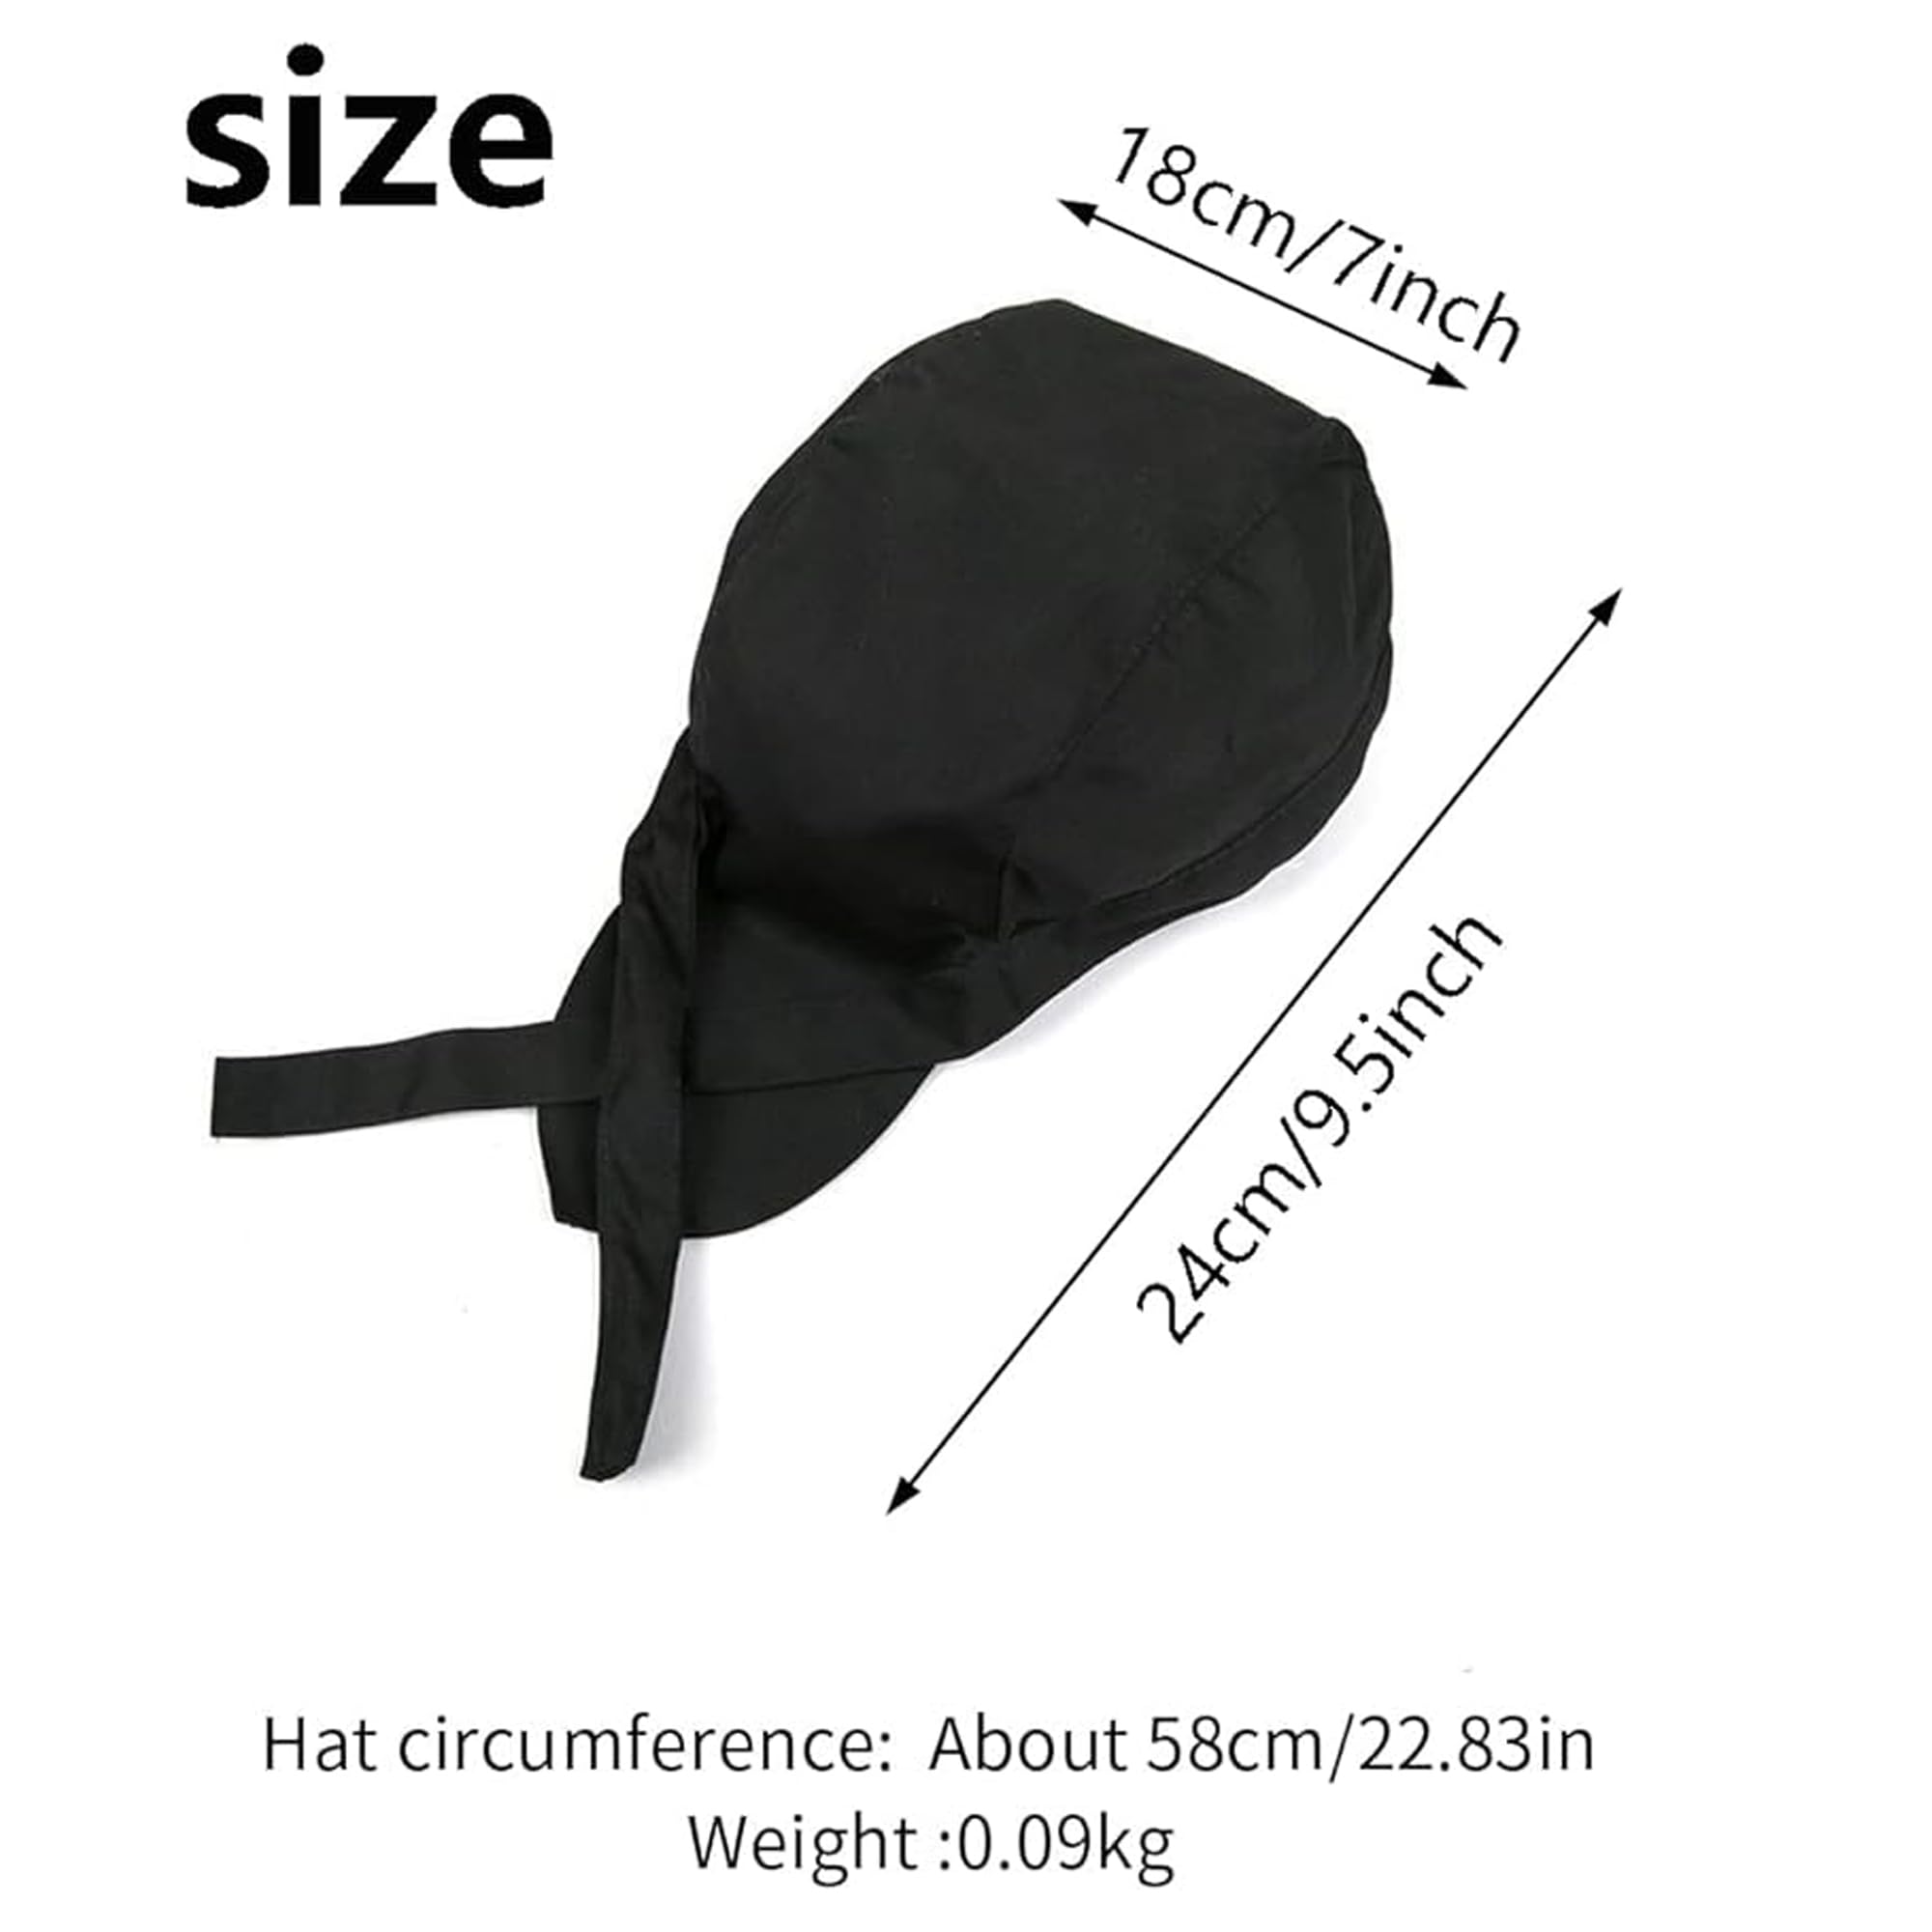 size
18cm/7inch
24cm/9.5inch
Hat circumference: About 58cm/22.83in
Weight :0.09kg